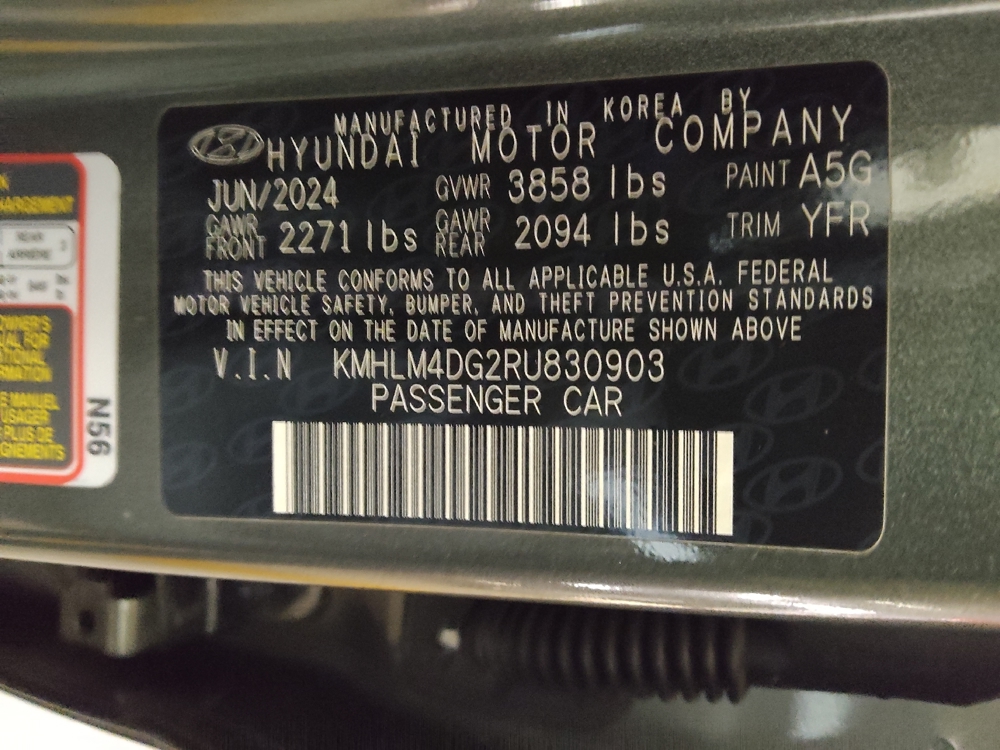 MANUFACTURED IN KOREA BY
HYUNDAI MOTOR COMPANY
JUN/2024 GVWR 3858 lbs PAINT A5G
GAWR FRONT 2271 lbs GAWR REAR 2094 lbs TRIM YFR
THIS VEHICLE CONFORMS TO ALL APPLICABLE U.S.A. FEDERAL
MOTOR VEHICLE SAFETY, BUMPER, AND THEFT PREVENTION STANDARDS
IN EFFECT ON THE DATE OF MANUFACTURE SHOWN ABOVE
V.I.N KMHLM4DG2RU830903
PASSENGER CAR
REAR
N56